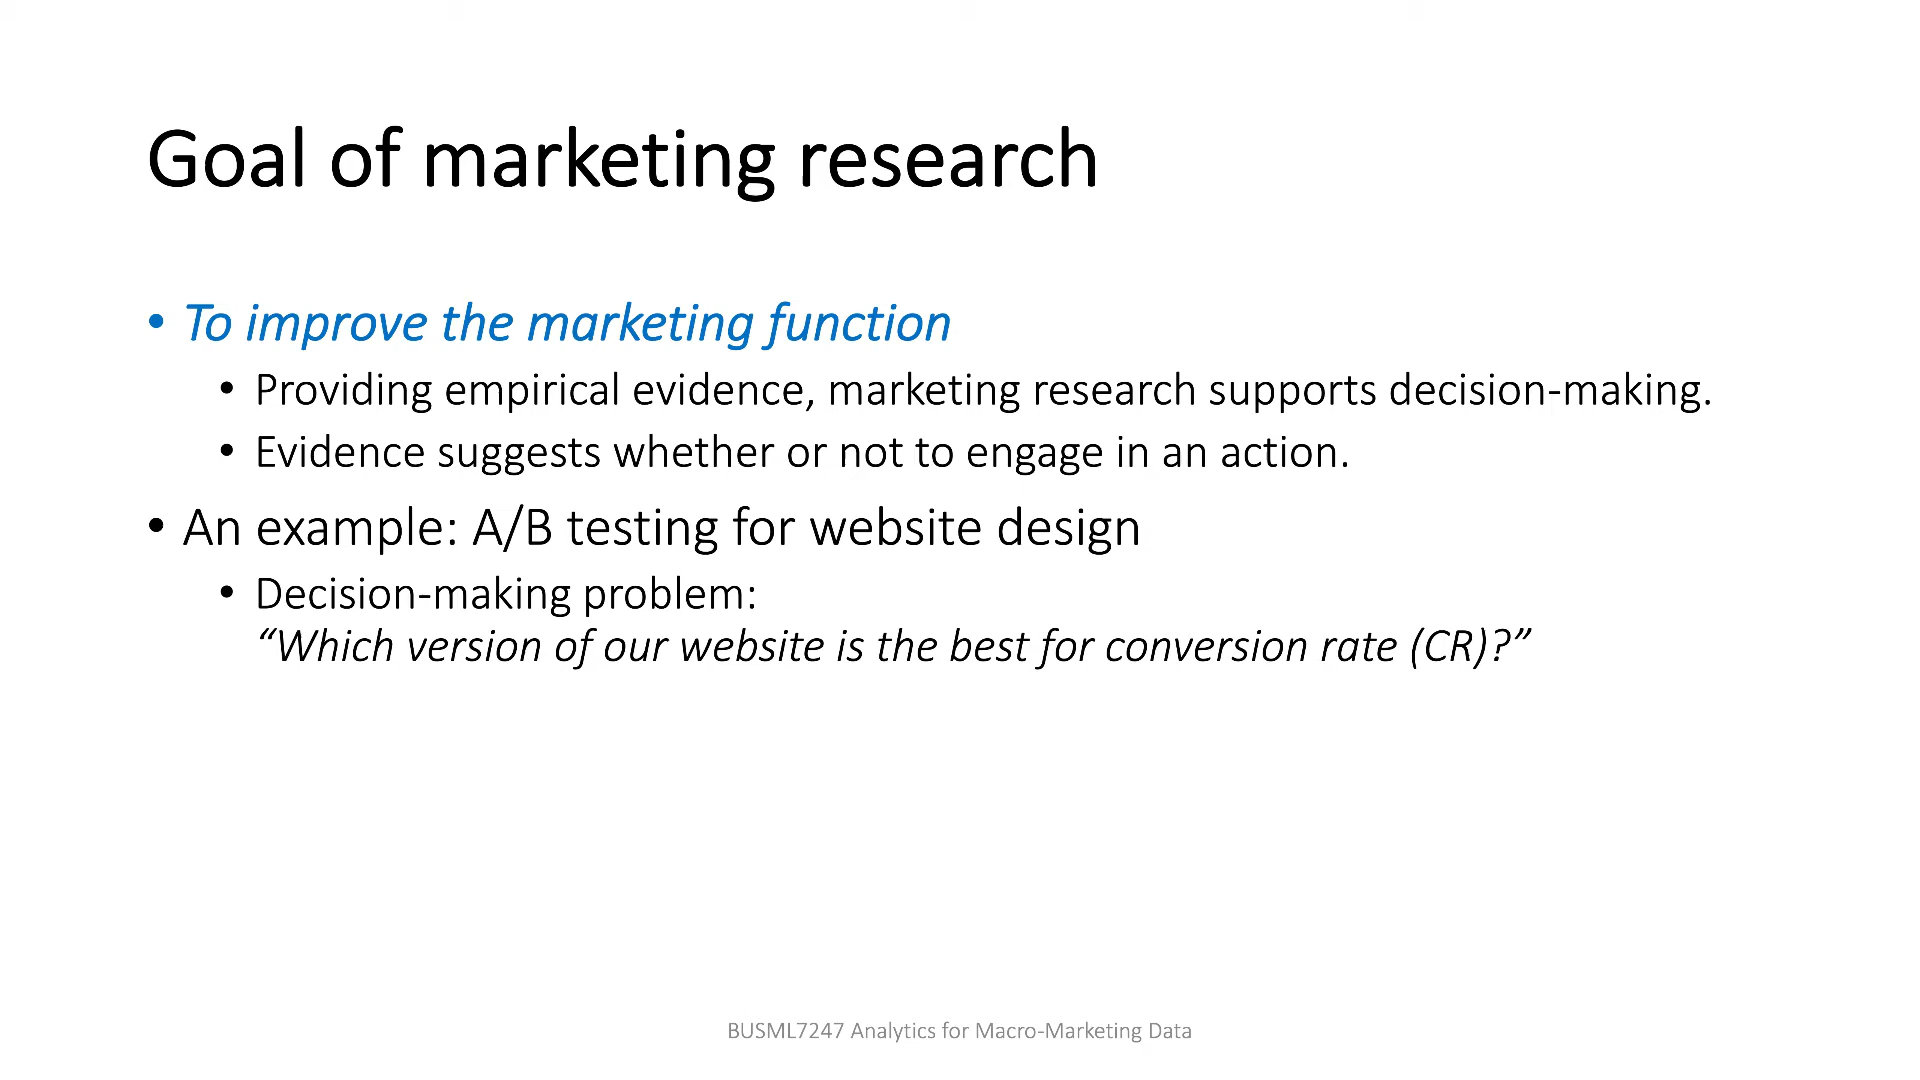 Goal of marketing research
• To improve the marketing function
• Providing empirical evidence, marketing research supports decision-making.
• Evidence suggests whether or not to engage in an action.
• An example: A/B testing for website design
• Decision-making problem:
“Which version of our website is the best for conversion rate (CR)?”
BUSML7247 Analytics for Macro-Marketing Data